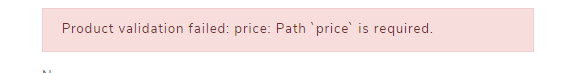 Product validation failed: price: Path `price` is required.